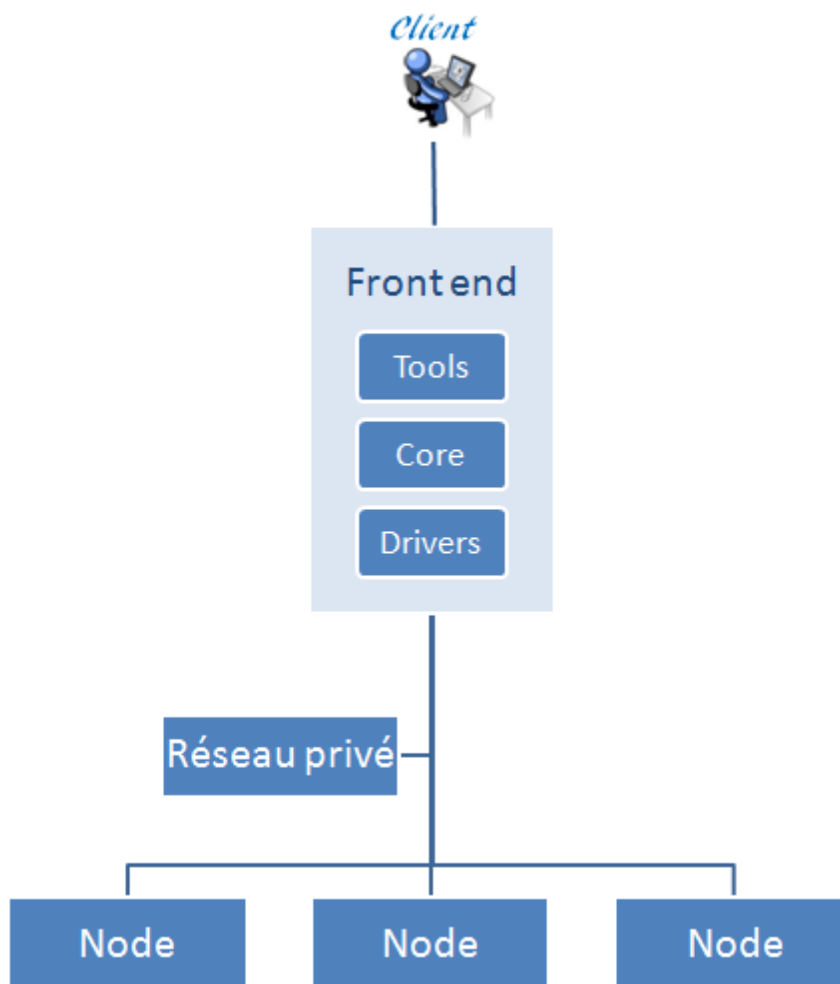 Client
Front end
Tools
Core
Drivers
Réseau privé
Node
Node
Node